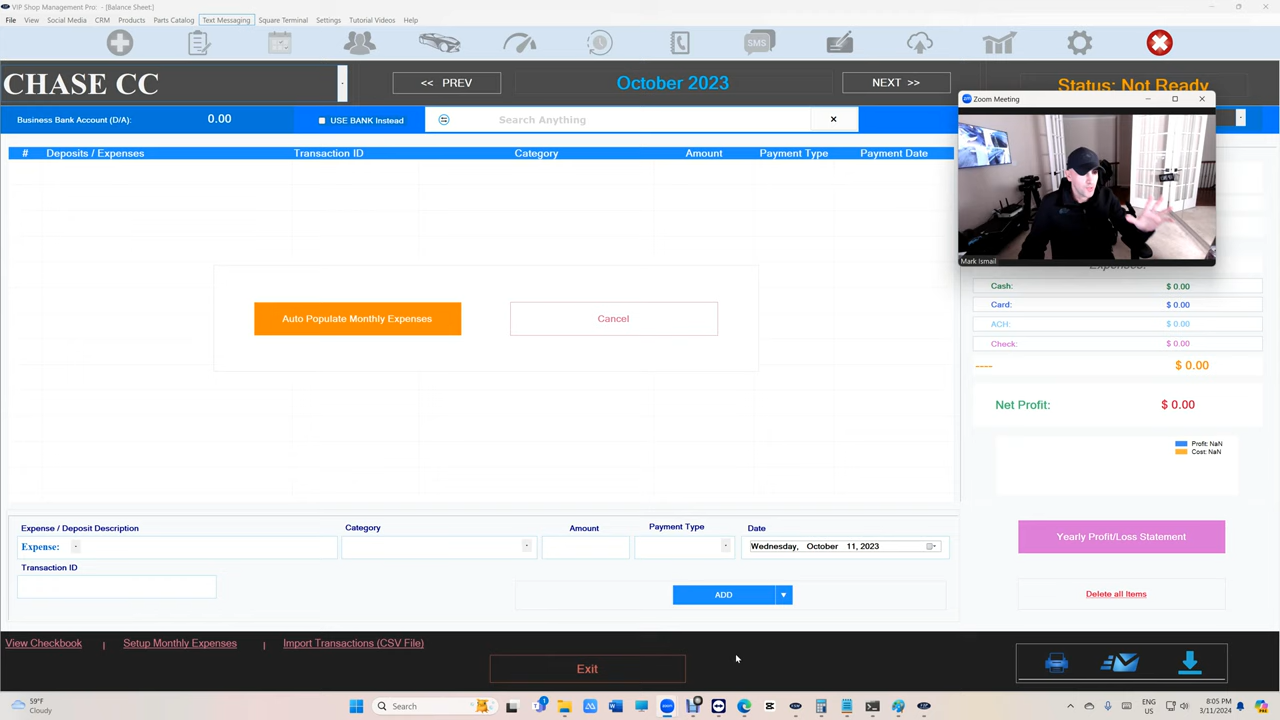 ViP Shop Management Pro: - [Balance Sheet:]
File View Social Media CRM Products Parts Catalog Text Messaging Square Terminal Settings Tutorial Videos Help
SMS
CHASE CC
<< PREV
October 2023
NEXT >>
Status: Not Ready
Zoom Meeting
Business Bank Account (D/A): 0.00
USE BANK Instead
Search Anything
# Deposits / Expenses Transaction ID Category Amount Payment Type Payment Date
Mark Ismail
Expenses:
Cash: $ 0.00
Card: $ 0.00
ACH: $ 0.00
Check: $ 0.00
---- $ 0.00
Auto Populate Monthly Expenses
Cancel
Net Profit: $ 0.00
Profit: NaN
Cost: NaN
Expense / Deposit Description
Category
Amount
Payment Type
Date
Expense:
Wednesday, October 11, 2023
Transaction ID
ADD
Yearly Profit/Loss Statement
Delete all Items
View Checkbook | Setup Monthly Expenses | Import Transactions (CSV File)
Exit
59°F
Cloudy
Search
ENG
US
8:05 PM
3/11/2024